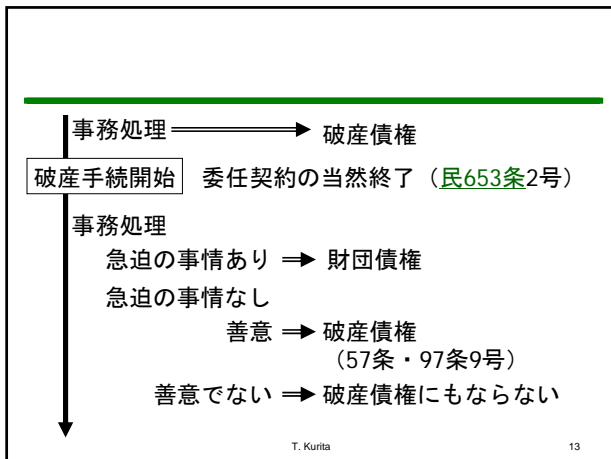 事務処理 破産債権
破産手続開始 委任契約の当然終了（民653条2号）
事務処理
急迫の事情あり 財団債権
急迫の事情なし
善意 破産債権
（57条・97条9号）
善意でない 破産債権にもならない
T. Kurita 13